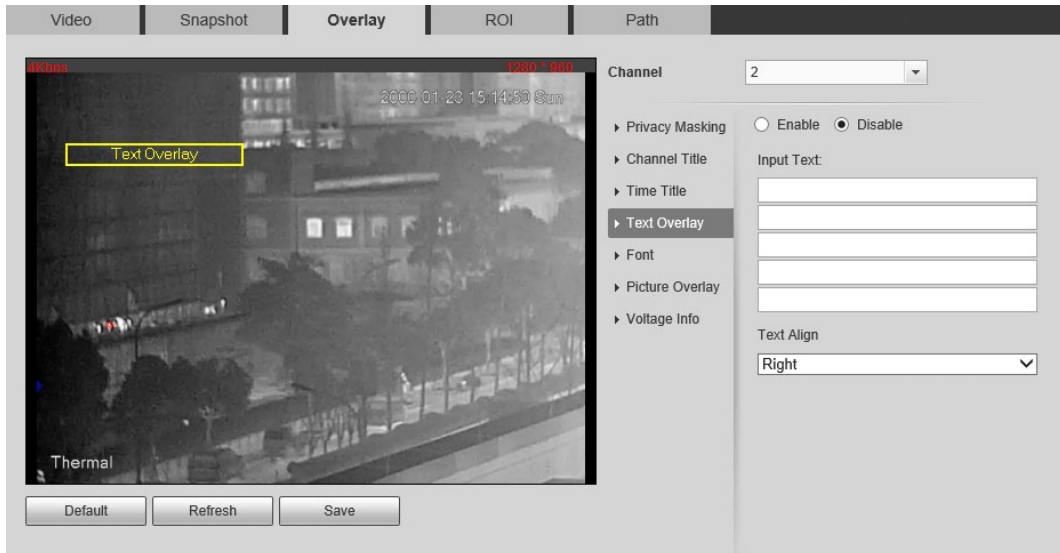 Video Snapshot Overlay ROI Path
4Kbps 1280 * 960
2000-01-23 15:14:50 Sun
Text Overlay
Thermal
Default Refresh Save
Channel 2
Privacy Masking
Channel Title
Time Title
Text Overlay
Font
Picture Overlay
Voltage Info
Enable Disable
Input Text:
Text Align
Right